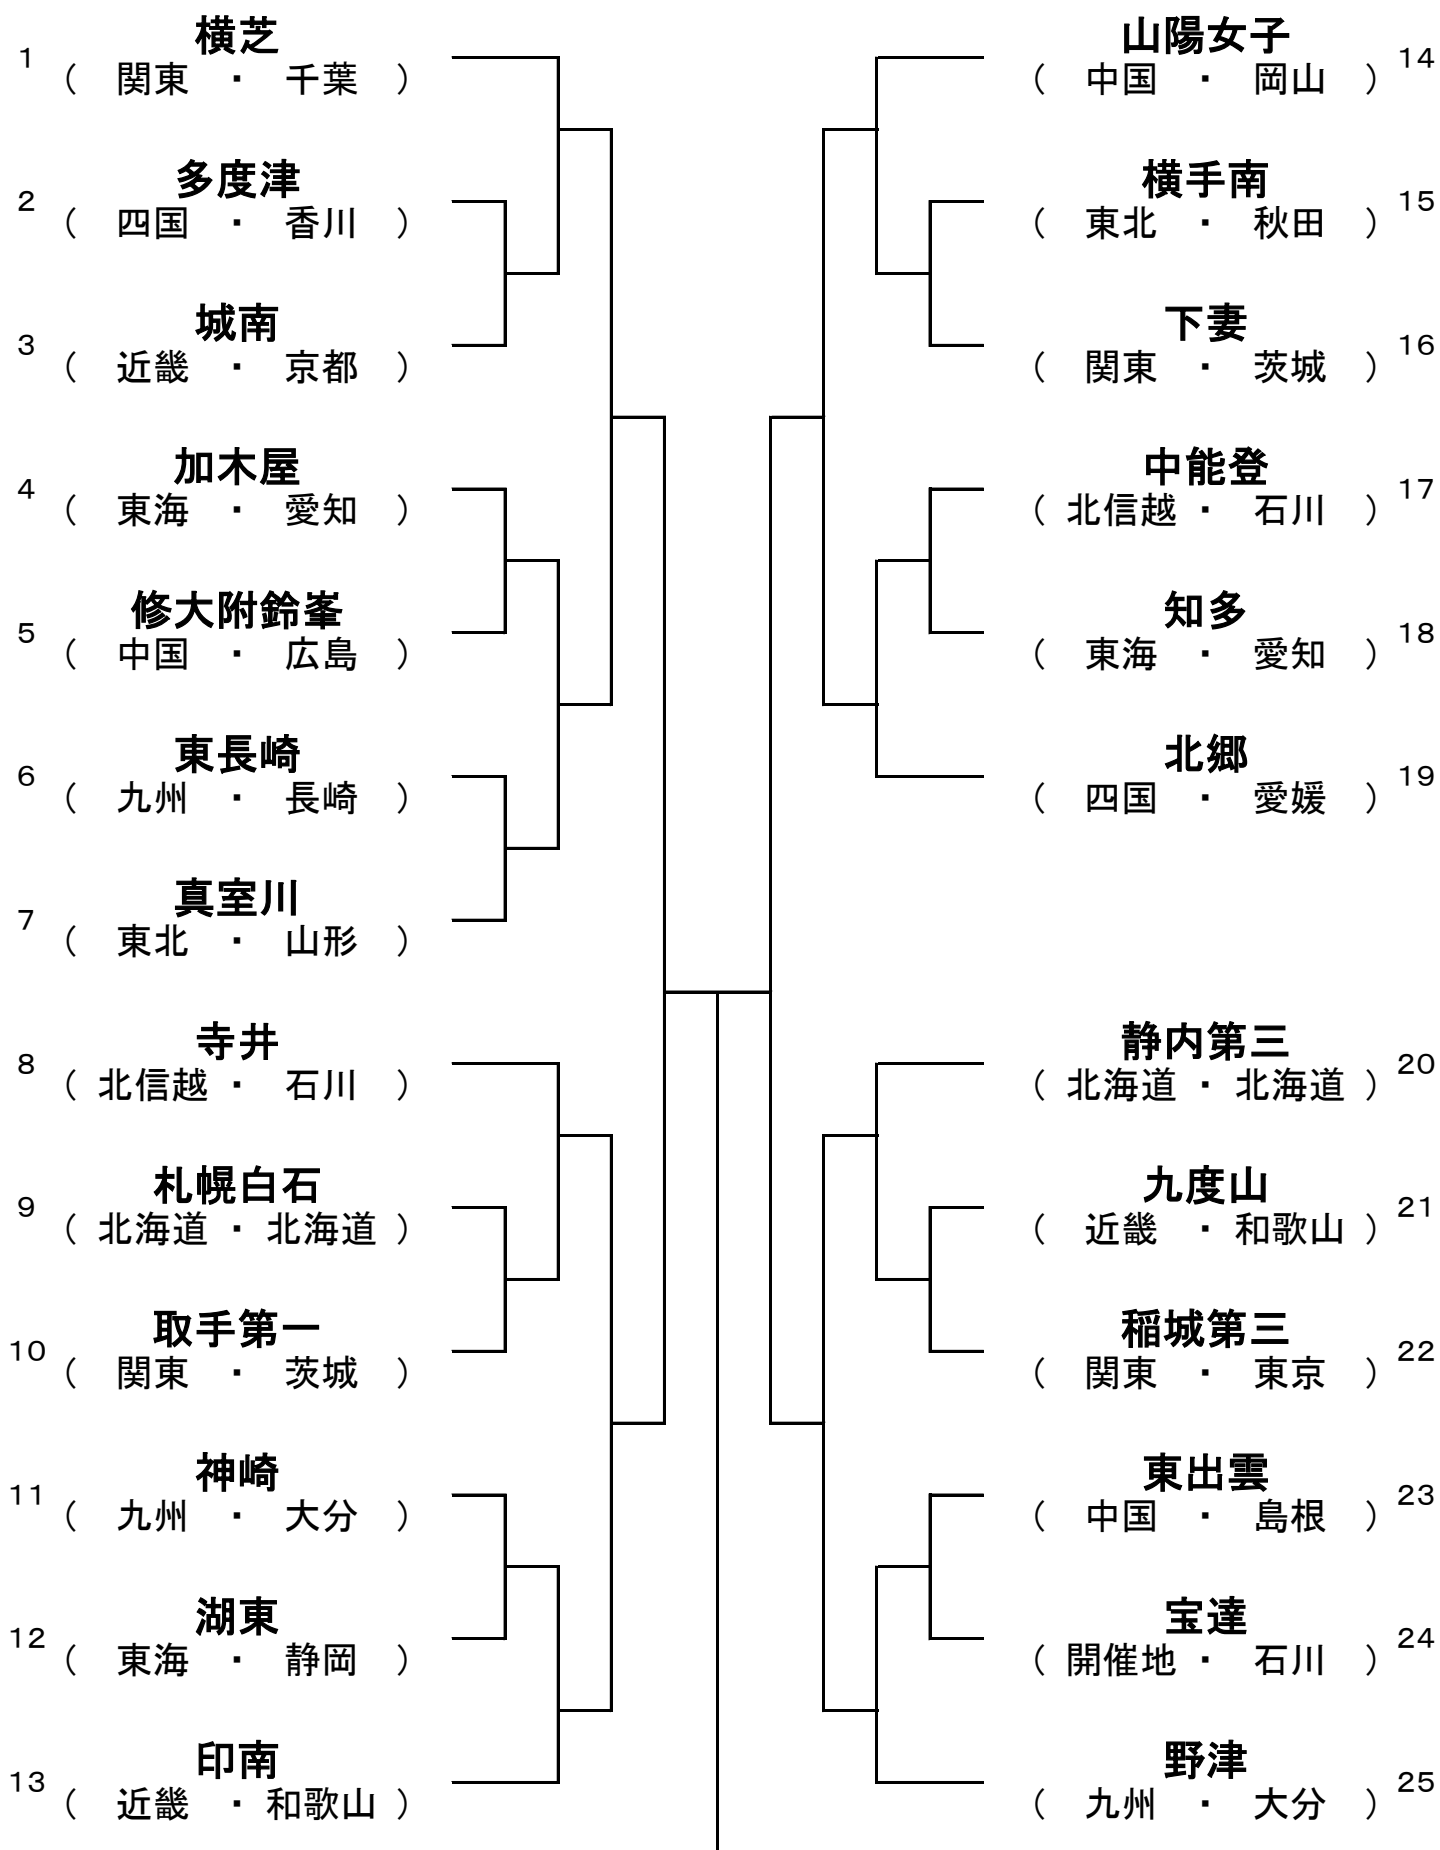 横芝
1
( 関東 ・ 千葉 )
多度津
2
( 四国 ・ 香川 )
城南
3
( 近畿 ・ 京都 )
加木屋
4
( 東海 ・ 愛知 )
修大附鈴峯
5
( 中国 ・ 広島 )
東長崎
6
( 九州 ・ 長崎 )
真室川
7
( 東北 ・ 山形 )
寺井
8
( 北信越 ・ 石川 )
札幌白石
9
( 北海道 ・ 北海道 )
取手第一
10
( 関東 ・ 茨城 )
神崎
11
( 九州 ・ 大分 )
湖東
12
( 東海 ・ 静岡 )
印南
13
( 近畿 ・ 和歌山 )
山陽女子
14
( 中国 ・ 岡山 )
横手南
15
( 東北 ・ 秋田 )
下妻
16
( 関東 ・ 茨城 )
中能登
17
( 北信越 ・ 石川 )
知多
18
( 東海 ・ 愛知 )
北郷
19
( 四国 ・ 愛媛 )
静内第三
20
( 北海道 ・ 北海道 )
九度山
21
( 近畿 ・ 和歌山 )
稲城第三
22
( 関東 ・ 東京 )
東出雲
23
( 中国 ・ 島根 )
宝達
24
( 開催地 ・ 石川 )
野津
25
( 九州 ・ 大分 )